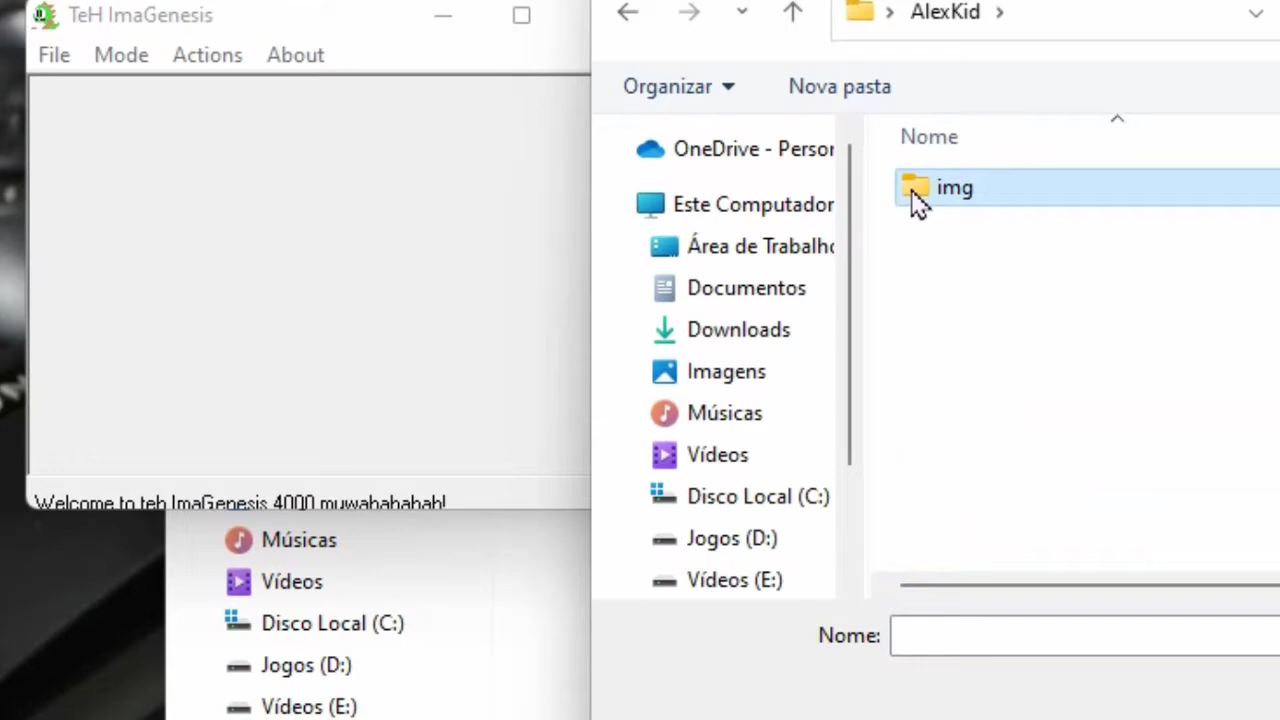 TeH ImaGenesis
File Mode Actions About
Welcome to teh ImaGenesis 4000 muwahahahah!
Músicas
Vídeos
Disco Local (C:)
Jogos (D:)
Vídeos (E:)
AlexKid
Organizar Nova pasta
OneDrive - Person
Este Computador
Área de Trabalho
Documentos
Downloads
Imagens
Músicas
Vídeos
Disco Local (C:)
Jogos (D:)
Vídeos (E:)
Nome
img
Nome: